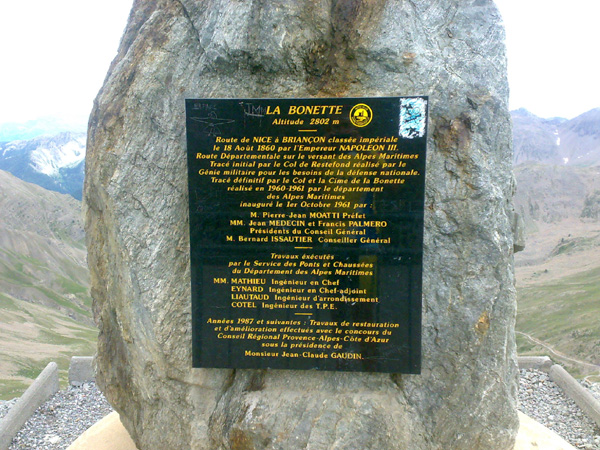 LA BONETTE
Altitude 2802 m
Route de NICE à BRIANÇON classée impériale
le 18 Août 1860 par l'Empereur NAPOLEON III.
Route Départementale sur le versant des Alpes Maritimes
Tracé initial par le Col de Restefond réalisé par le
Génie militaire pour les besoins de la défense nationale.
Tracé définitif par le Col et la Cime de la Bonette
réalisé en 1960-1961 par le département
des Alpes Maritimes
inauguré le 1er Octobre 1961 par :
M. Pierre-Jean MOATTI Préfet
MM. Jean MEDECIN et Francis PALMERO
Présidents du Conseil Général
M. Bernard ISSAUTIER Conseiller Général
Travaux éxécutés
par le Service des Ponts et Chaussées
du Département des Alpes Maritimes
MM. MATHIEU Ingénieur en Chef
EYNARD Ingénieur en Chef-adjoint
LIAUTAUD Ingénieur d'arrondissement
COTEL Ingénieur des T.P.E.
Années 1987 et suivantes : Travaux de restauration
et d'amélioration effectués avec le concours du
Conseil Régional Provence-Alpes-Côte d'Azur
sous la présidence de
Monsieur Jean-Claude GAUDIN.